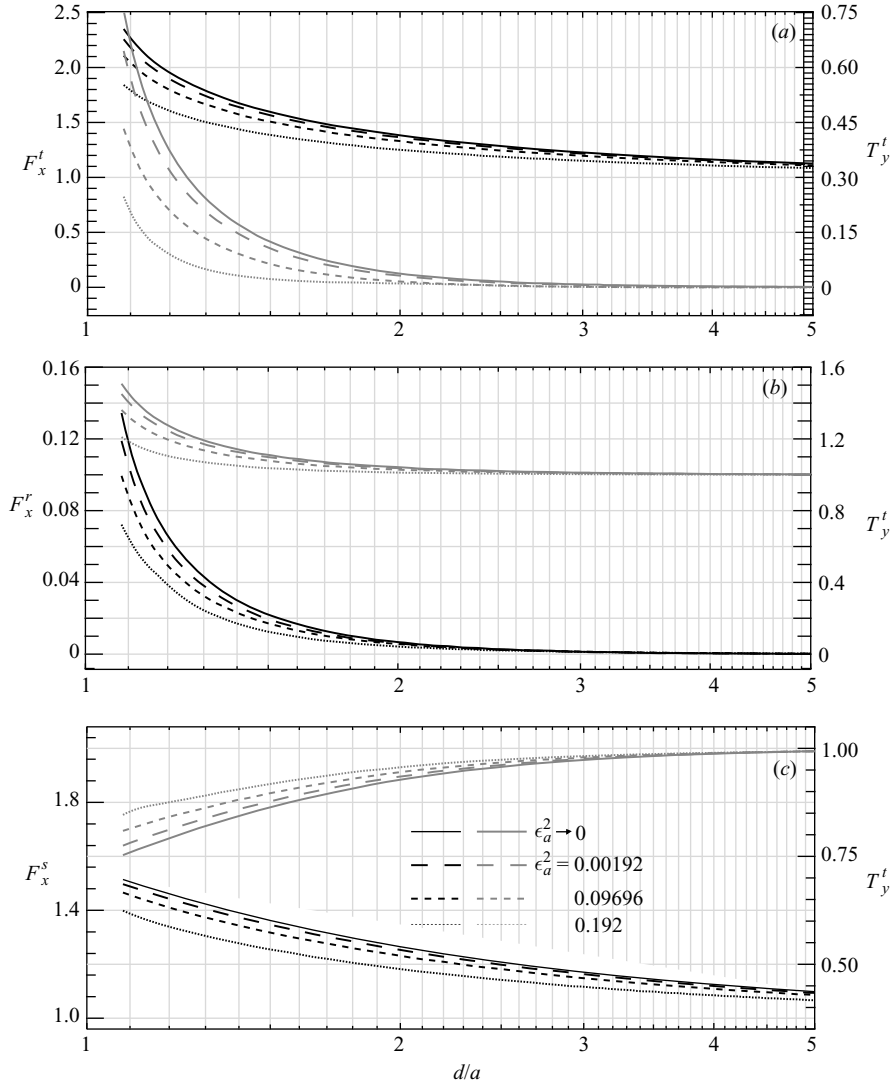 (a)
2.5
2.0
1.5
1.0
0.5
0
F_x^t
0.75
0.60
0.45
0.30
0.15
0
T_y^t
1 2 3 4 5
(b)
0.16
0.12
0.08
0.04
0
F_x^r
1.6
1.2
0.8
0.4
0
T_y^t
1 2 3 4 5
(c)
1.8
1.4
1.0
F_x^s
1.00
0.75
0.50
T_y^t
ϵ_a^2 → 0
ϵ_a^2 = 0.00192
0.09696
0.192
1 2 3 4 5
d/a